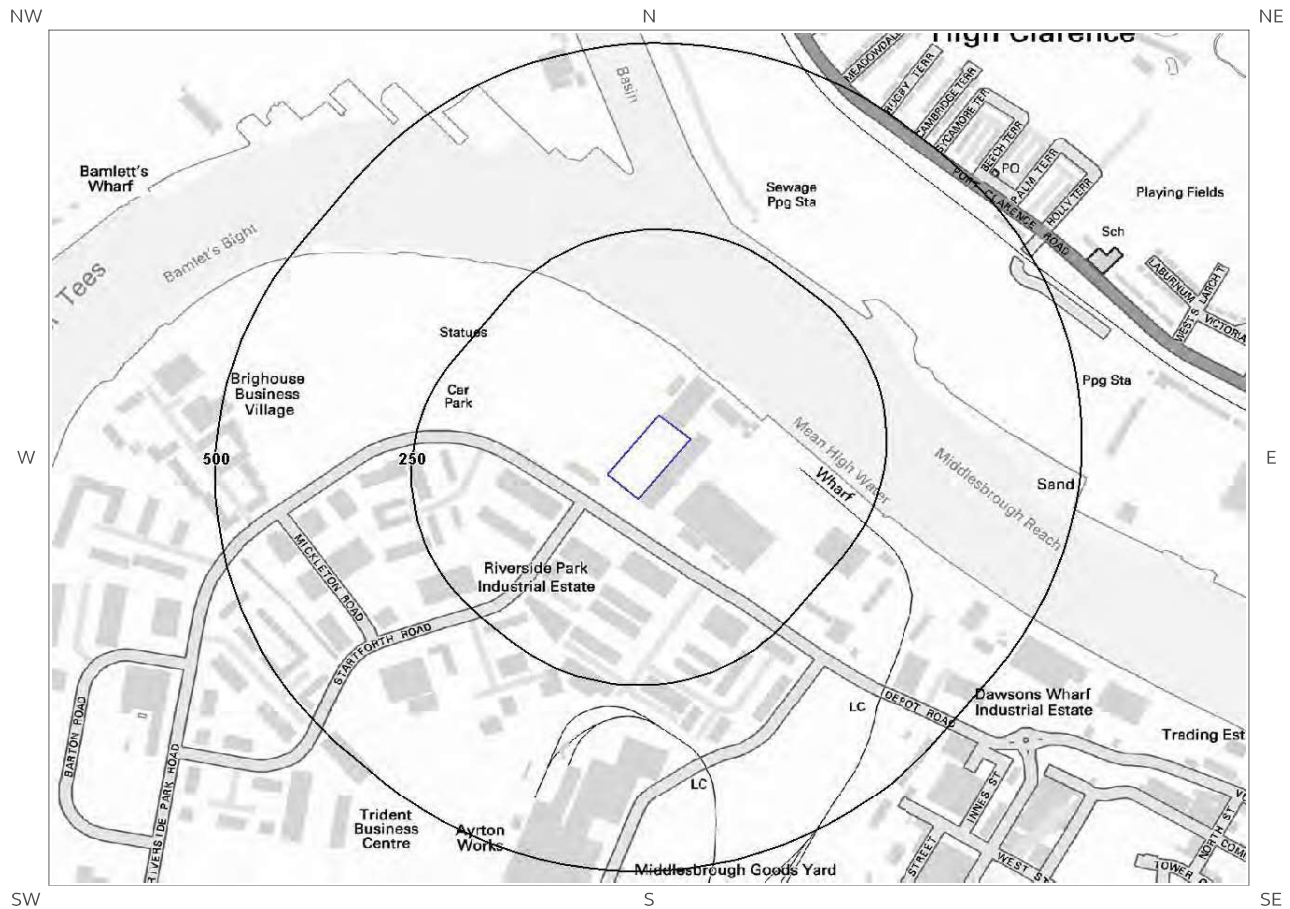 NW
N
NE
High Clarence
Basin
MEADOWDALE
RUGBY TERR
CAMBRIDGE TERR
SYCAMORE TER
BEECH TERR
PO
PALM TERR
HOLLY TERR
PORT CLARENCE ROAD
Bamlett's
Wharf
Sewage
Ppg Sta
Playing Fields
Sch
Bamlet's Bight
Tees
LABURNUM
LARCH T
WEST S
VICTORIA
Statues
Brighouse
Business
Village
Car
Park
Ppg Sta
W
500
250
Mean High Water
Wharf
Middlesbrough Reach
Sand
E
MICKLETON ROAD
Riverside Park
Industrial Estate
STARTFORTH ROAD
BARTON ROAD
RIVERSIDE PARK ROAD
LC
DEPOT ROAD
Dawsons Wharf
Industrial Estate
Trading Est
LC
INNES ST
Trident
Business
Centre
Ayrton
Works
Middlesbrough Goods Yard
STREET
WEST ST
NORTH ST
COM
TOWER
SW
S
SE